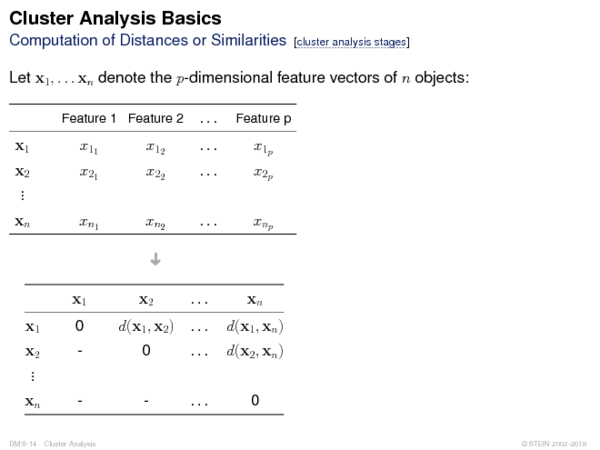 Cluster Analysis Basics
Computation of Distances or Similarities [cluster analysis stages]
Let x₁, . . . xₙ denote the p-dimensional feature vectors of n objects:
Feature 1 Feature 2 . . . Feature p
x₁ x₁₁ x₁₂ . . . x₁ₚ
x₂ x₂₁ x₂₂ . . . x₂ₚ
⋮
xₙ xₙ₁ xₙ₂ . . . xₙₚ
x₁ x₂ . . . xₙ
x₁ 0 d(x₁, x₂) . . . d(x₁, xₙ)
x₂ - 0 . . . d(x₂, xₙ)
⋮
xₙ - - . . . 0
DM:II-14 Cluster Analysis © STEIN 2002-2018